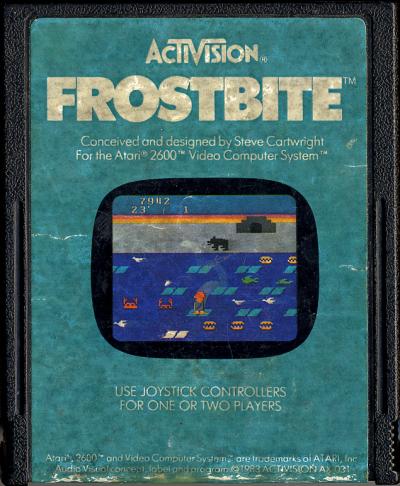 ACTIVISION®
FROSTBITE™
Conceived and designed by Steve Cartwright
For the Atari® 2600™ Video Computer System™
7942
23° 1
USE JOYSTICK CONTROLLERS
FOR ONE OR TWO PLAYERS
Atari®, 2600™ and Video Computer System™ are trademarks of ATARI, Inc
Audio Visual concept, label and program © 1983 ACTIVISION AX-031